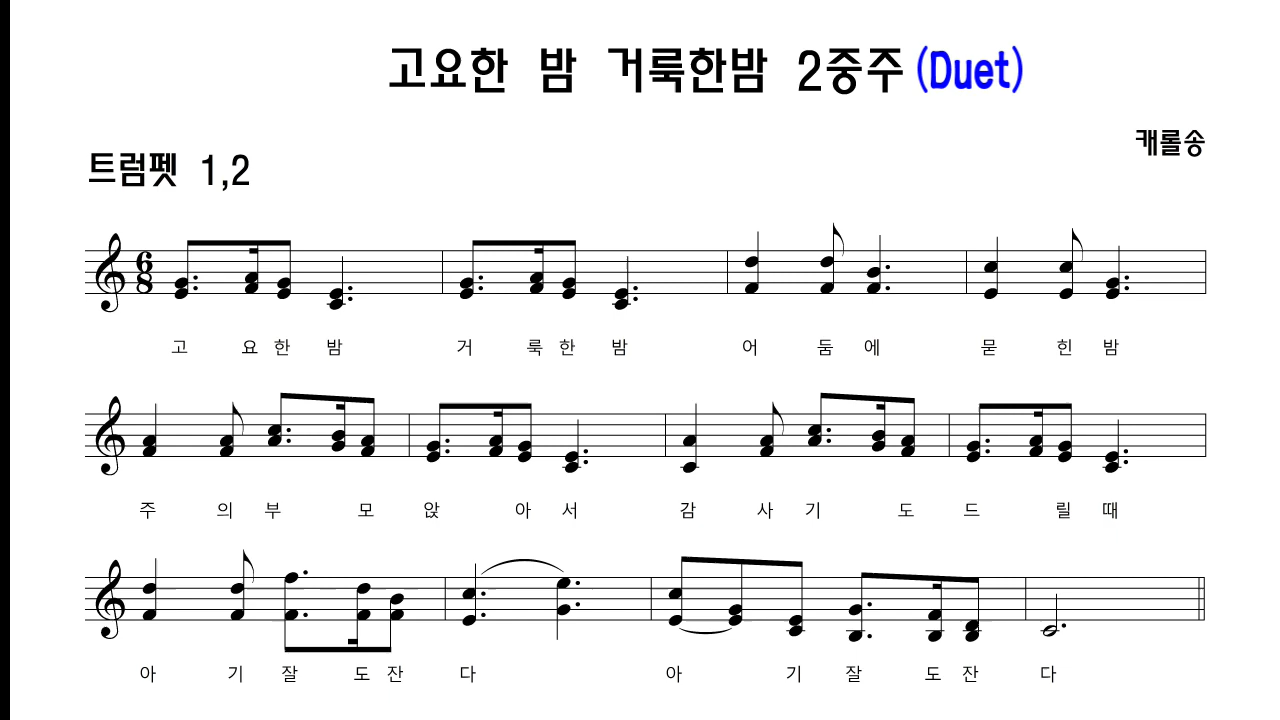 고요한 밤 거룩한밤 2중주(Duet)
캐롤송
트럼펫 1,2
6
8
고 요 한 밤 거 룩 한 밤 어 둠 에 묻 힌 밤
주 의 부 모 앉 아 서 감 사 기 도 드 릴 때
아 기 잘 도 잔 다 아 기 잘 도 잔 다